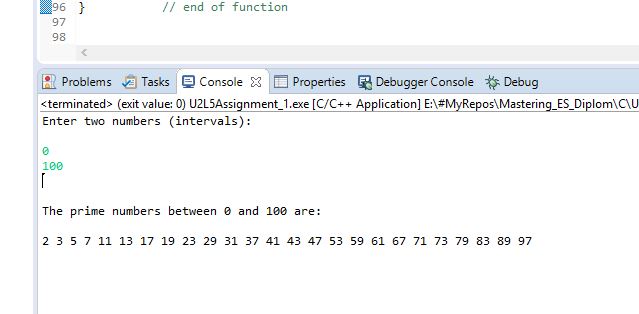 96 } // end of function
97
98
Problems Tasks Console Properties Debugger Console Debug
<terminated> (exit value: 0) U2L5Assignment_1.exe [C/C++ Application] E:\#MyRepos\Mastering_ES_Diplom\C\U
Enter two numbers (intervals):
0
100
The prime numbers between 0 and 100 are:
2 3 5 7 11 13 17 19 23 29 31 37 41 43 47 53 59 61 67 71 73 79 83 89 97